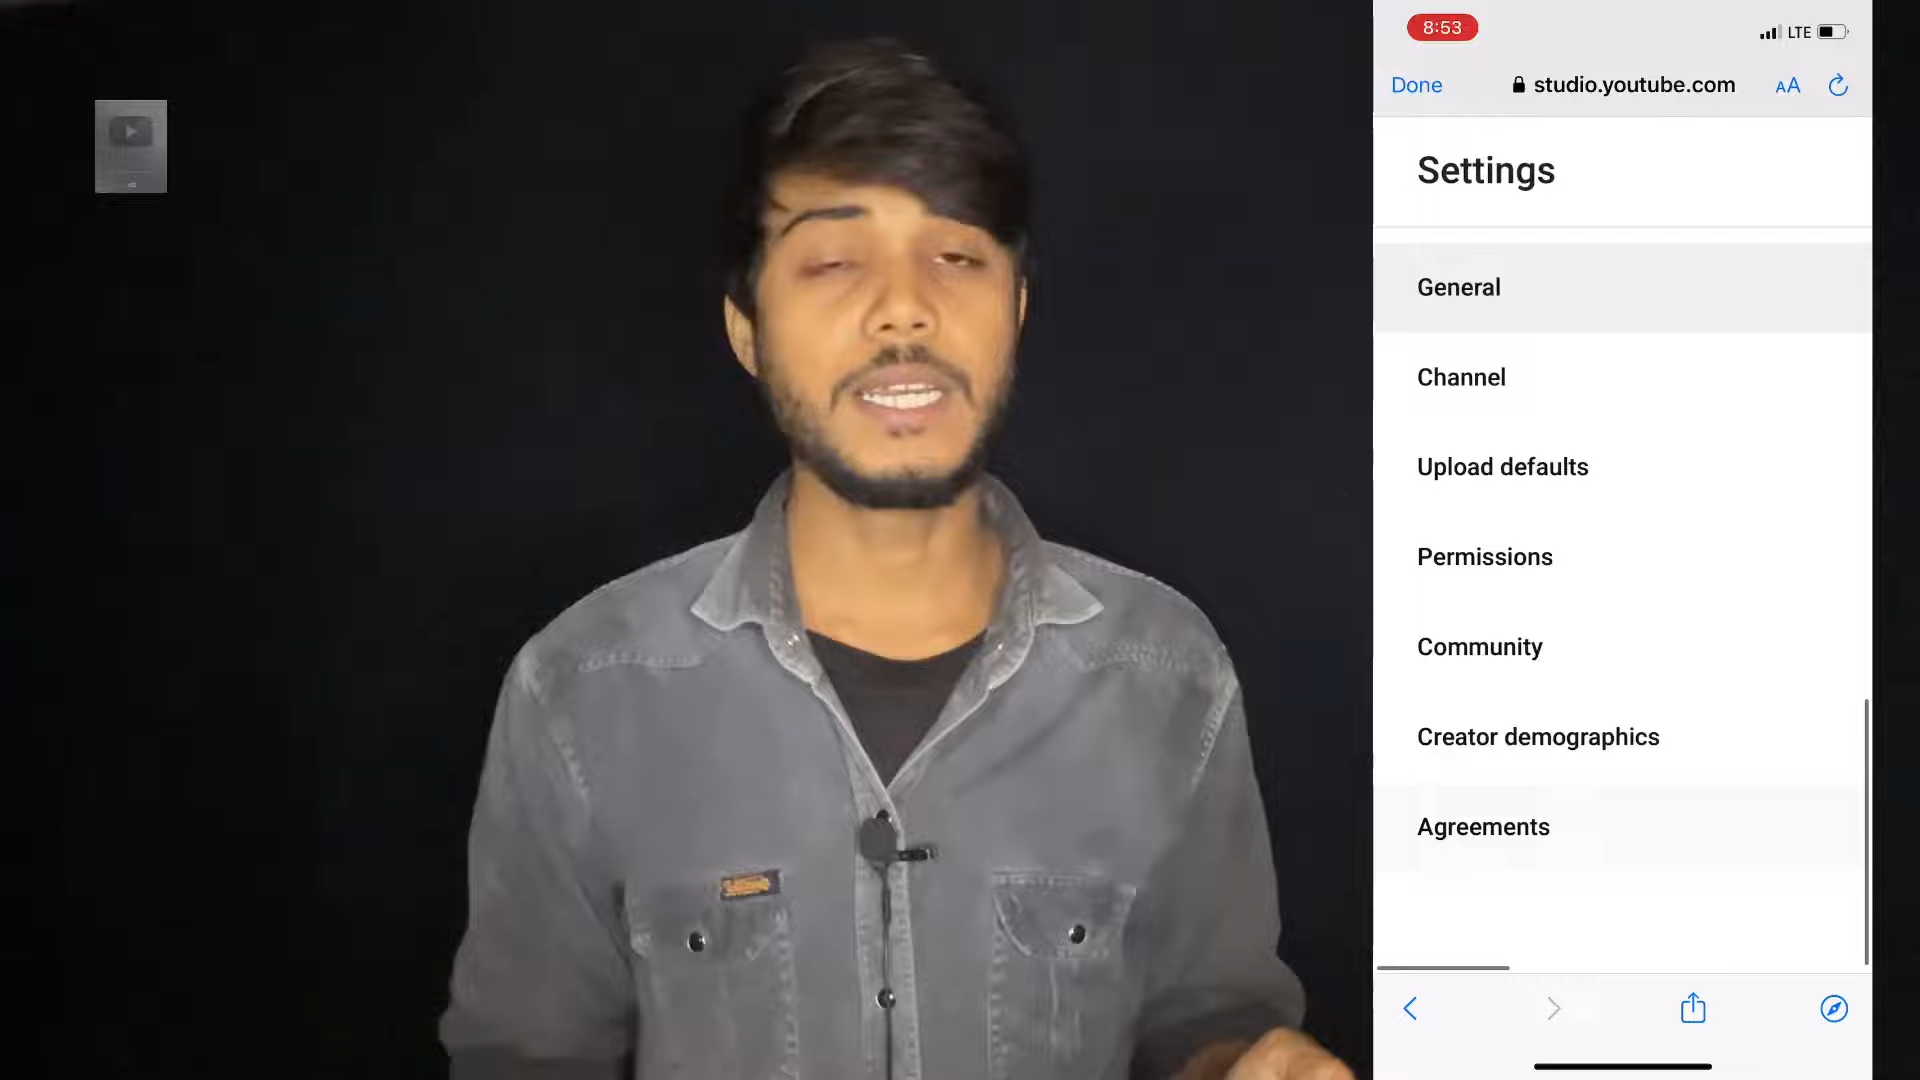 8:53
LTE
Done
studio.youtube.com
AA
Settings
General
Channel
Upload defaults
Permissions
Community
Creator demographics
Agreements